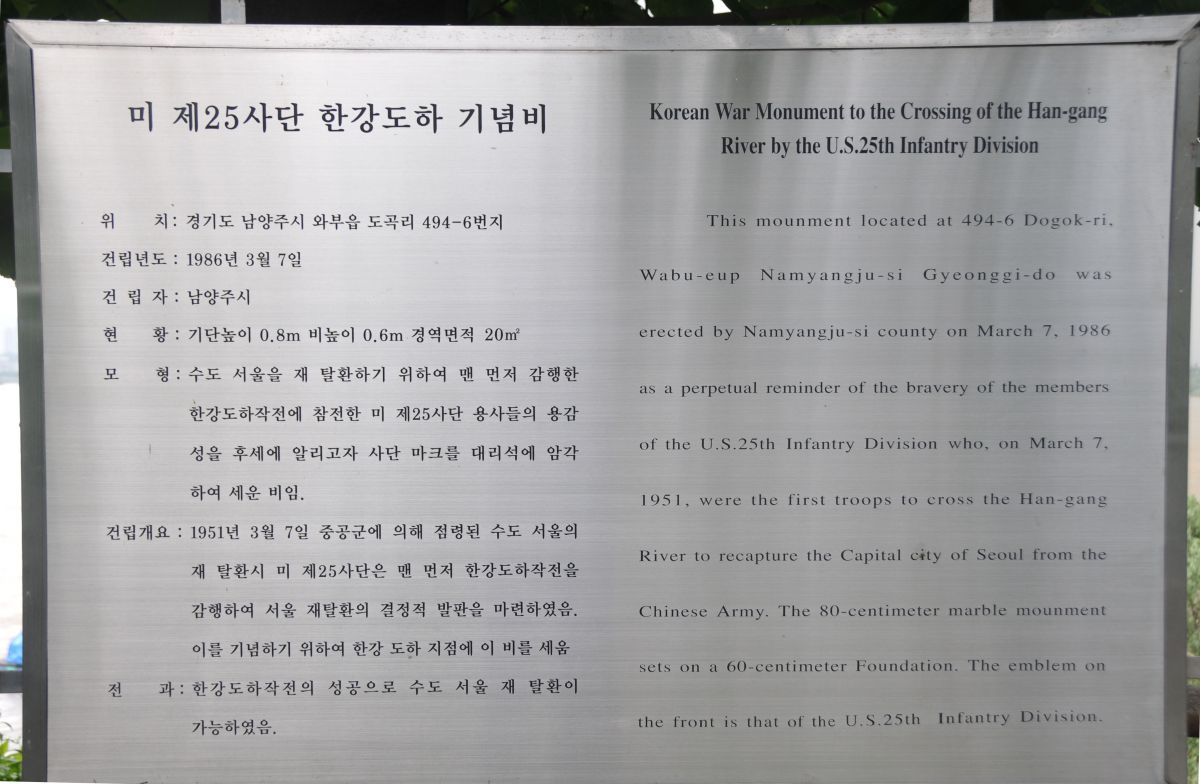 미 제25사단 한강도하 기념비
위 치 : 경기도 남양주시 와부읍 도곡리 494-6번지
건립년도 : 1986년 3월 7일
건 립 자 : 남양주시
현 황 : 기단높이 0.8m 비높이 0.6m 경역면적 20㎡
모 형 : 수도 서울을 재 탈환하기 위하여 맨 먼저 감행한
한강도하작전에 참전한 미 제25사단 용사들의 용감
성을 후세에 알리고자 사단 마크를 대리석에 암각
하여 세운 비임.
건립개요 : 1951년 3월 7일 중공군에 의해 점령된 수도 서울의
재 탈환시 미 제25사단은 맨 먼저 한강도하작전을
감행하여 서울 재탈환의 결정적 발판을 마련하였음.
이를 기념하기 위하여 한강 도하 지점에 이 비를 세움
전 과 : 한강도하작전의 성공으로 수도 서울 재 탈환이
가능하였음.
Korean War Monument to the Crossing of the Han-gang
River by the U.S.25th Infantry Division
This mounment located at 494-6 Dogok-ri,
Wabu-eup Namyangju-si Gyeonggi-do was
erected by Namyangju-si county on March 7, 1986
as a perpetual reminder of the bravery of the members
of the U.S.25th Infantry Division who, on March 7,
1951, were the first troops to cross the Han-gang
River to recapture the Capital city of Seoul from the
Chinese Army. The 80-centimeter marble mounment
sets on a 60-centimeter Foundation. The emblem on
the front is that of the U.S.25th Infantry Division.